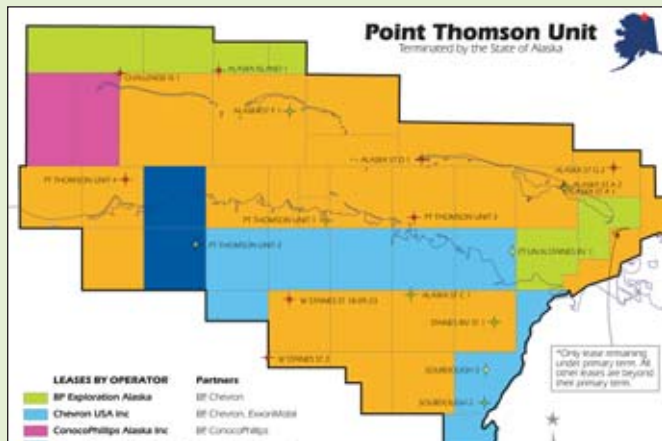 Point Thomson Unit
Terminated by the State of Alaska
CHALLENGE IS 1
ALASKA ISLAND 1
ALASKA ST F 1
ALASKA ST D 1
ALASKA ST G 2
ALASKA ST A 2
ALASKA ST A 1
PT THOMSON UNIT 4
PT THOMSON UNIT 1
PT THOMSON UNIT 3
PT THOMSON UNIT 2
W STAINES ST 18-09-23
ALASKA ST C 1
STAINES RIV ST 1
W STAINES ST 2
SOURDOUGH 3
SOURDOUGH 2
*Only lease remaining
under primary term. All
other leases are beyond
their primary term.
LEASES BY OPERATOR Partners
BP Exploration Alaska BP, Chevron
Chevron USA Inc BP, Chevron, ExxonMobil
ConocoPhillips Alaska Inc BP, ConocoPhillips